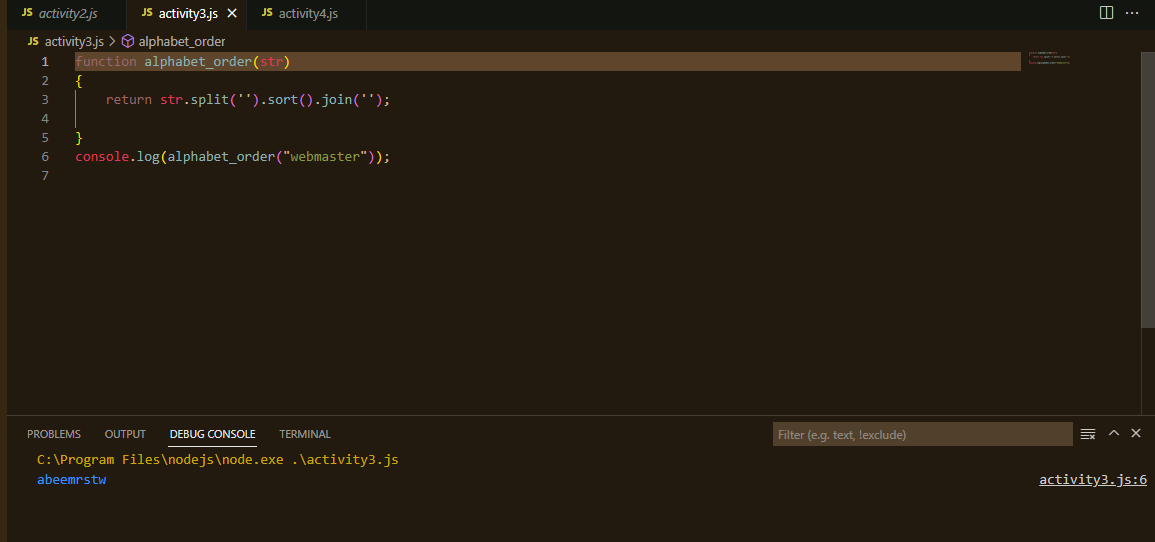 JS activity2.js JS activity3.js × JS activity4.js ...
JS activity3.js > alphabet_order
1 function alphabet_order(str)
2 {
3     return str.split('').sort().join('');
4
5 }
6 console.log(alphabet_order("webmaster"));
7
PROBLEMS OUTPUT DEBUG CONSOLE TERMINAL Filter (e.g. text, !exclude)
C:\Program Files\nodejs\node.exe .\activity3.js
abeemrstw activity3.js:6